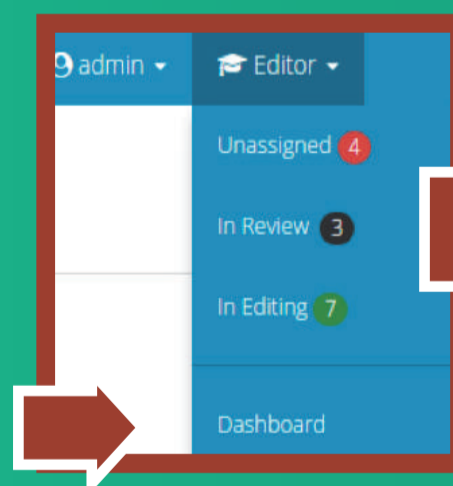 admin Editor
Unassigned 4
In Review 3
In Editing 7
Dashboard